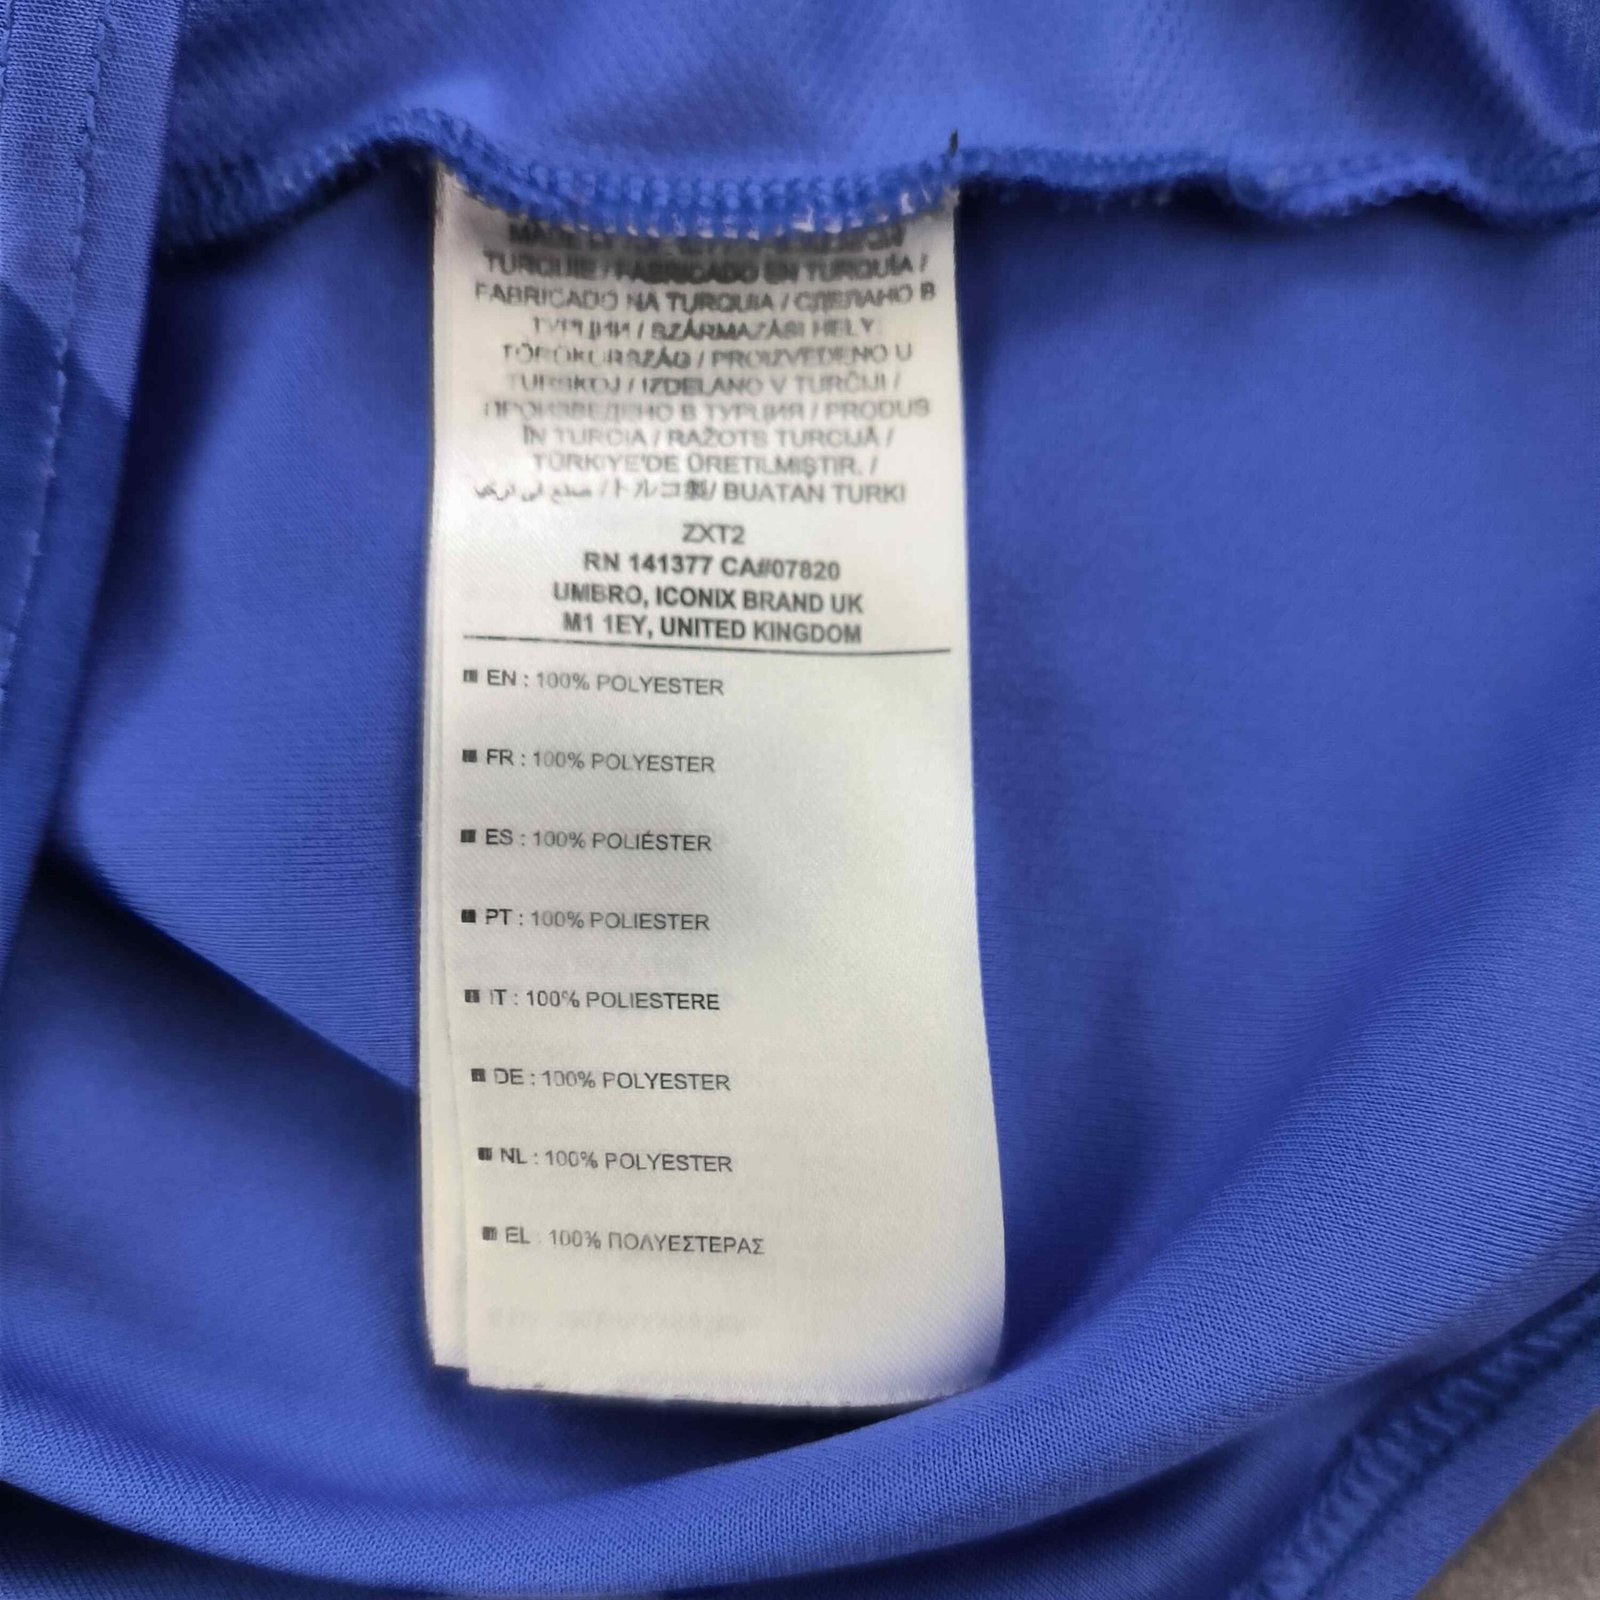 TURQUIE / FABRICADO EN TURQUÍA /
FABRICADO NA TURQUIA / СДЕЛАНО В
ТУРЦИИ / SZÁRMAZÁSI HELY:
TÖRÖKORSZÁG / PROIZVEDENO U
TURSKOJ / IZDELANO V TURČIJI /
ПРОИЗВЕДЕНО В ТУРЦИЯ / PRODUS
ÎN TURCIA / RAŽOTS TURCIJĀ /
TÜRKİYE'DE ÜRETİLMİŞTİR. /
صنع في تركيا / トルコ製/ BUATAN TURKI
ZXT2
RN 141377 CA#07820
UMBRO, ICONIX BRAND UK
M1 1EY, UNITED KINGDOM
EN : 100% POLYESTER
FR : 100% POLYESTER
ES : 100% POLIÉSTER
PT : 100% POLIESTER
IT : 100% POLIESTERE
DE : 100% POLYESTER
NL : 100% POLYESTER
EL : 100% ΠΟΛΥΕΣΤΕΡΑΣ